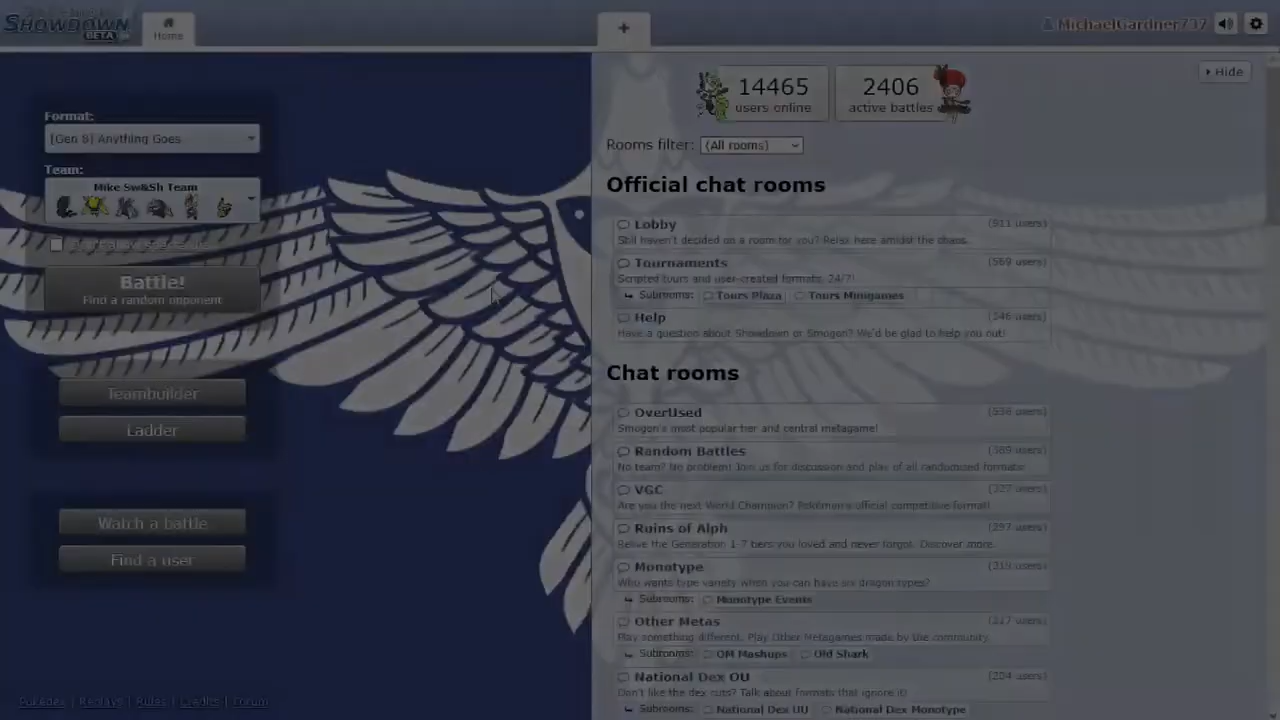 SHOWDOWN
BETA
Home
+
MichaelGardner737
Hide
Format:
[Gen 8] Anything Goes
Team:
Mike Sw&Sh Team
Battle!
Find a random opponent
Teambuilder
Ladder
Watch a battle
Find a user
Pokédex | Replays | Rules | Credits | Forum
14465
users online
2406
active battles
Rooms filter: (All rooms)
Official chat rooms
Lobby (911 users)
Still haven't decided on a room for you? Relax here amidst the chaos.
Tournaments (569 users)
Scripted tours and user-created formats, 24/7!
Subrooms: Tours Plaza Tours Minigames
Help (346 users)
Have a question about Showdown or Smogon? We'd be glad to help you out!
Chat rooms
OverUsed (538 users)
Smogon's most popular tier and central metagame!
Random Battles (389 users)
No team? No problem! Join us for discussion and play of all randomized formats.
VGC (327 users)
Are you the next World Champion? Pokémon's official competitive format!
Ruins of Alph (297 users)
Relive the Generation 1-7 tiers you loved and never forgot. Discover more.
Monotype (219 users)
Who wants type variety when you can have six dragon types?
Subrooms: Monotype Events
Other Metas (217 users)
Play something different. Play Other Metagames made by the community.
Subrooms: OM Mashups Old Shark
National Dex OU (204 users)
Don't like the dex cuts? Talk about formats that ignore it!
Subrooms: National Dex UU National Dex Monotype